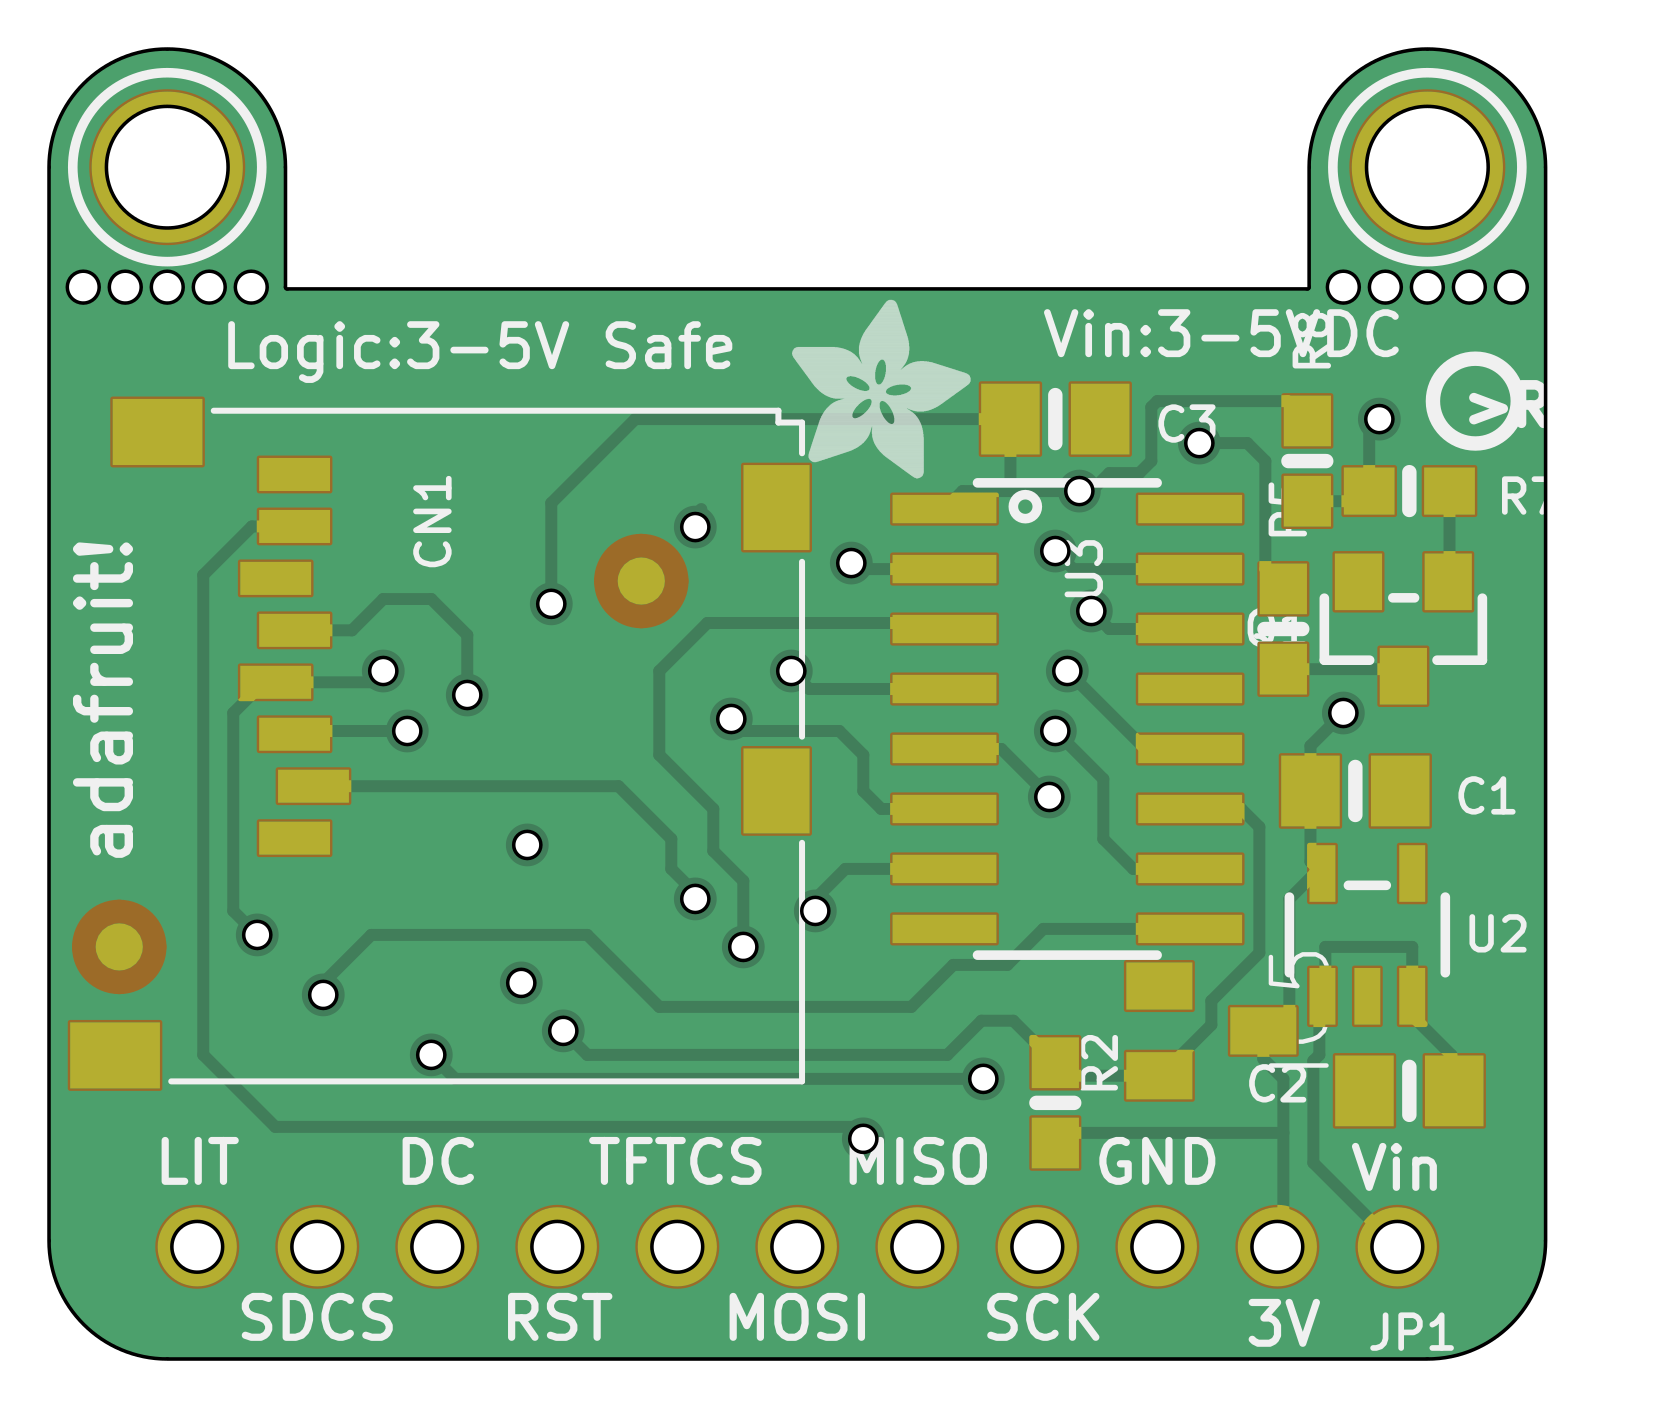 Logic:3-5V Safe
Vin:3-5VDC
R8
C3
R7
R5
CN1
U3
adafruit!
C1
U2
C2
R2
LIT
DC
TFTCS
MISO
GND
Vin
SDCS
RST
MOSI
SCK
3V
JP1